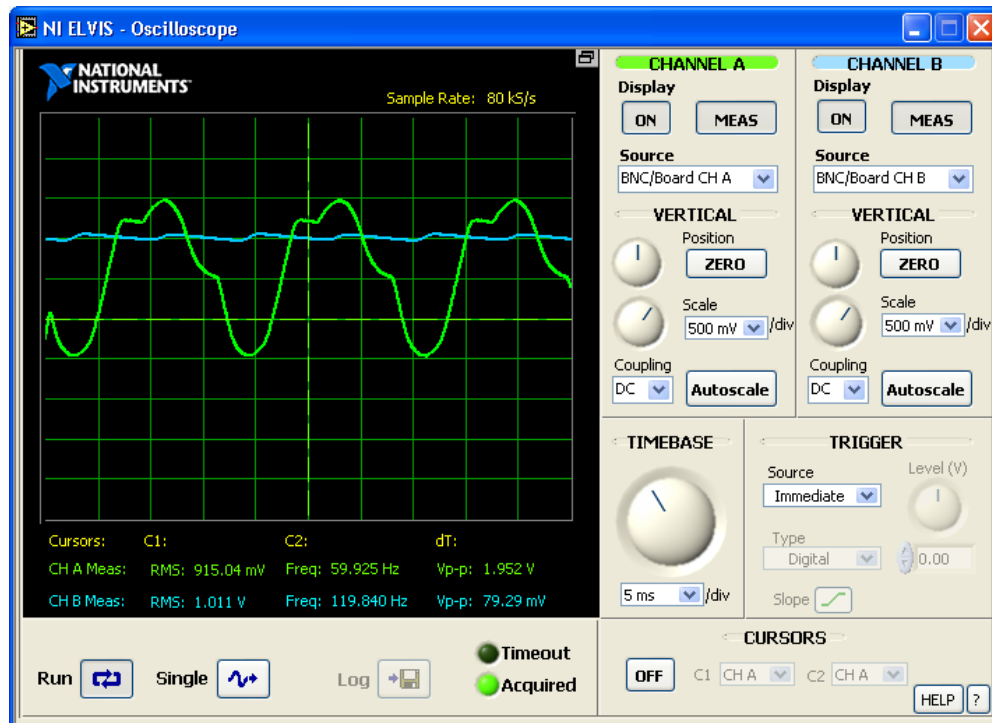 NI ELVIS - Oscilloscope
NATIONAL
INSTRUMENTS™
Sample Rate: 80 kS/s
Cursors: C1: C2: dT:
CH A Meas: RMS: 915.04 mV Freq: 59.925 Hz Vp-p: 1.952 V
CH B Meas: RMS: 1.011 V Freq: 119.840 Hz Vp-p: 79.29 mV
Run
Single
Log
Timeout
Acquired
CHANNEL A
Display
ON MEAS
Source
BNC/Board CH A
VERTICAL
Position
ZERO
Scale
500 mV /div
Coupling
DC Autoscale
CHANNEL B
Display
ON MEAS
Source
BNC/Board CH B
VERTICAL
Position
ZERO
Scale
500 mV /div
Coupling
DC Autoscale
TIMEBASE
5 ms /div
TRIGGER
Source
Immediate
Level (V)
Type
Digital
0.00
Slope
CURSORS
OFF C1 CH A C2 CH A
HELP ?